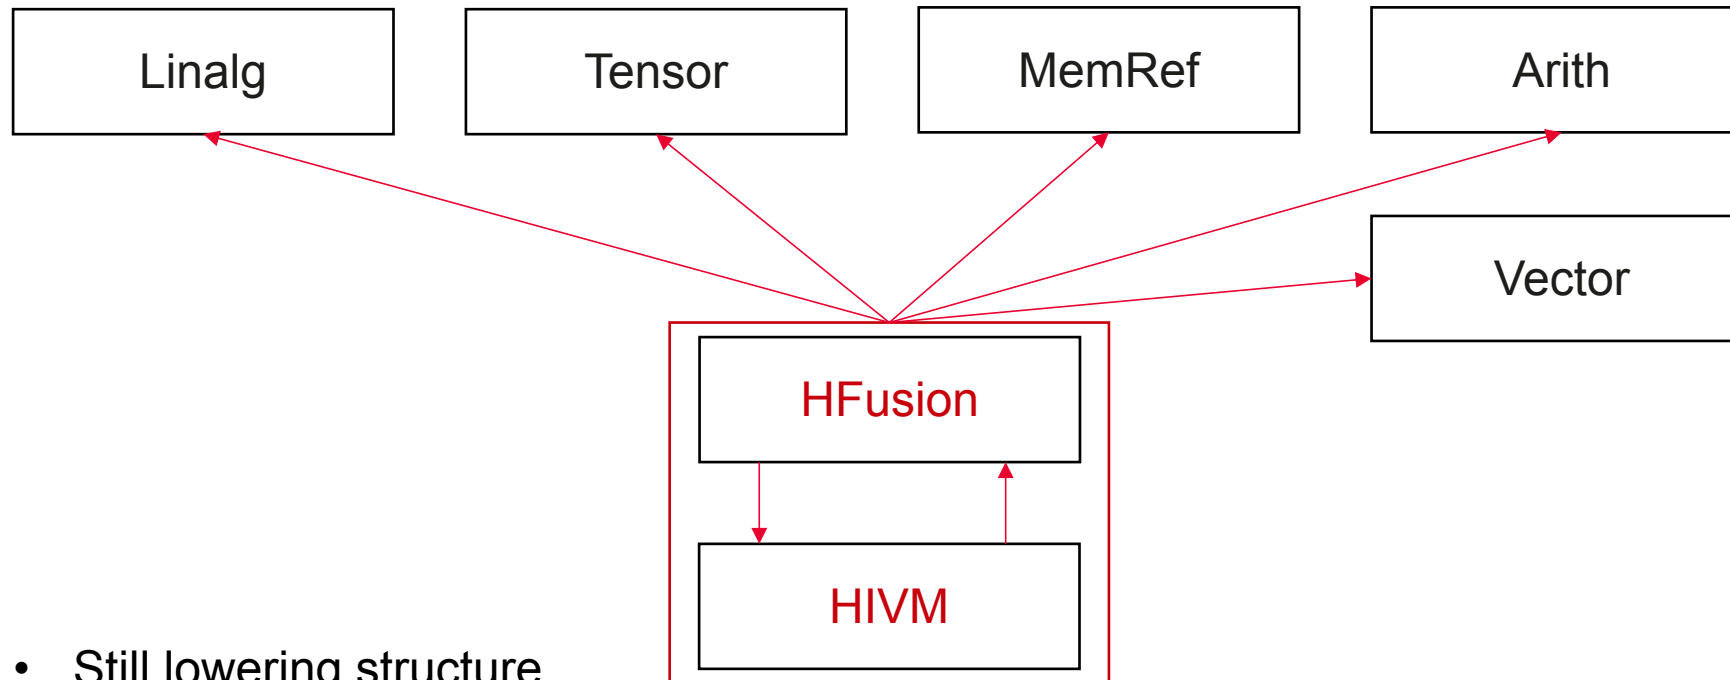 Linalg
Tensor
MemRef
Arith
Vector
HFusion
HIVM
• Still lowering structure